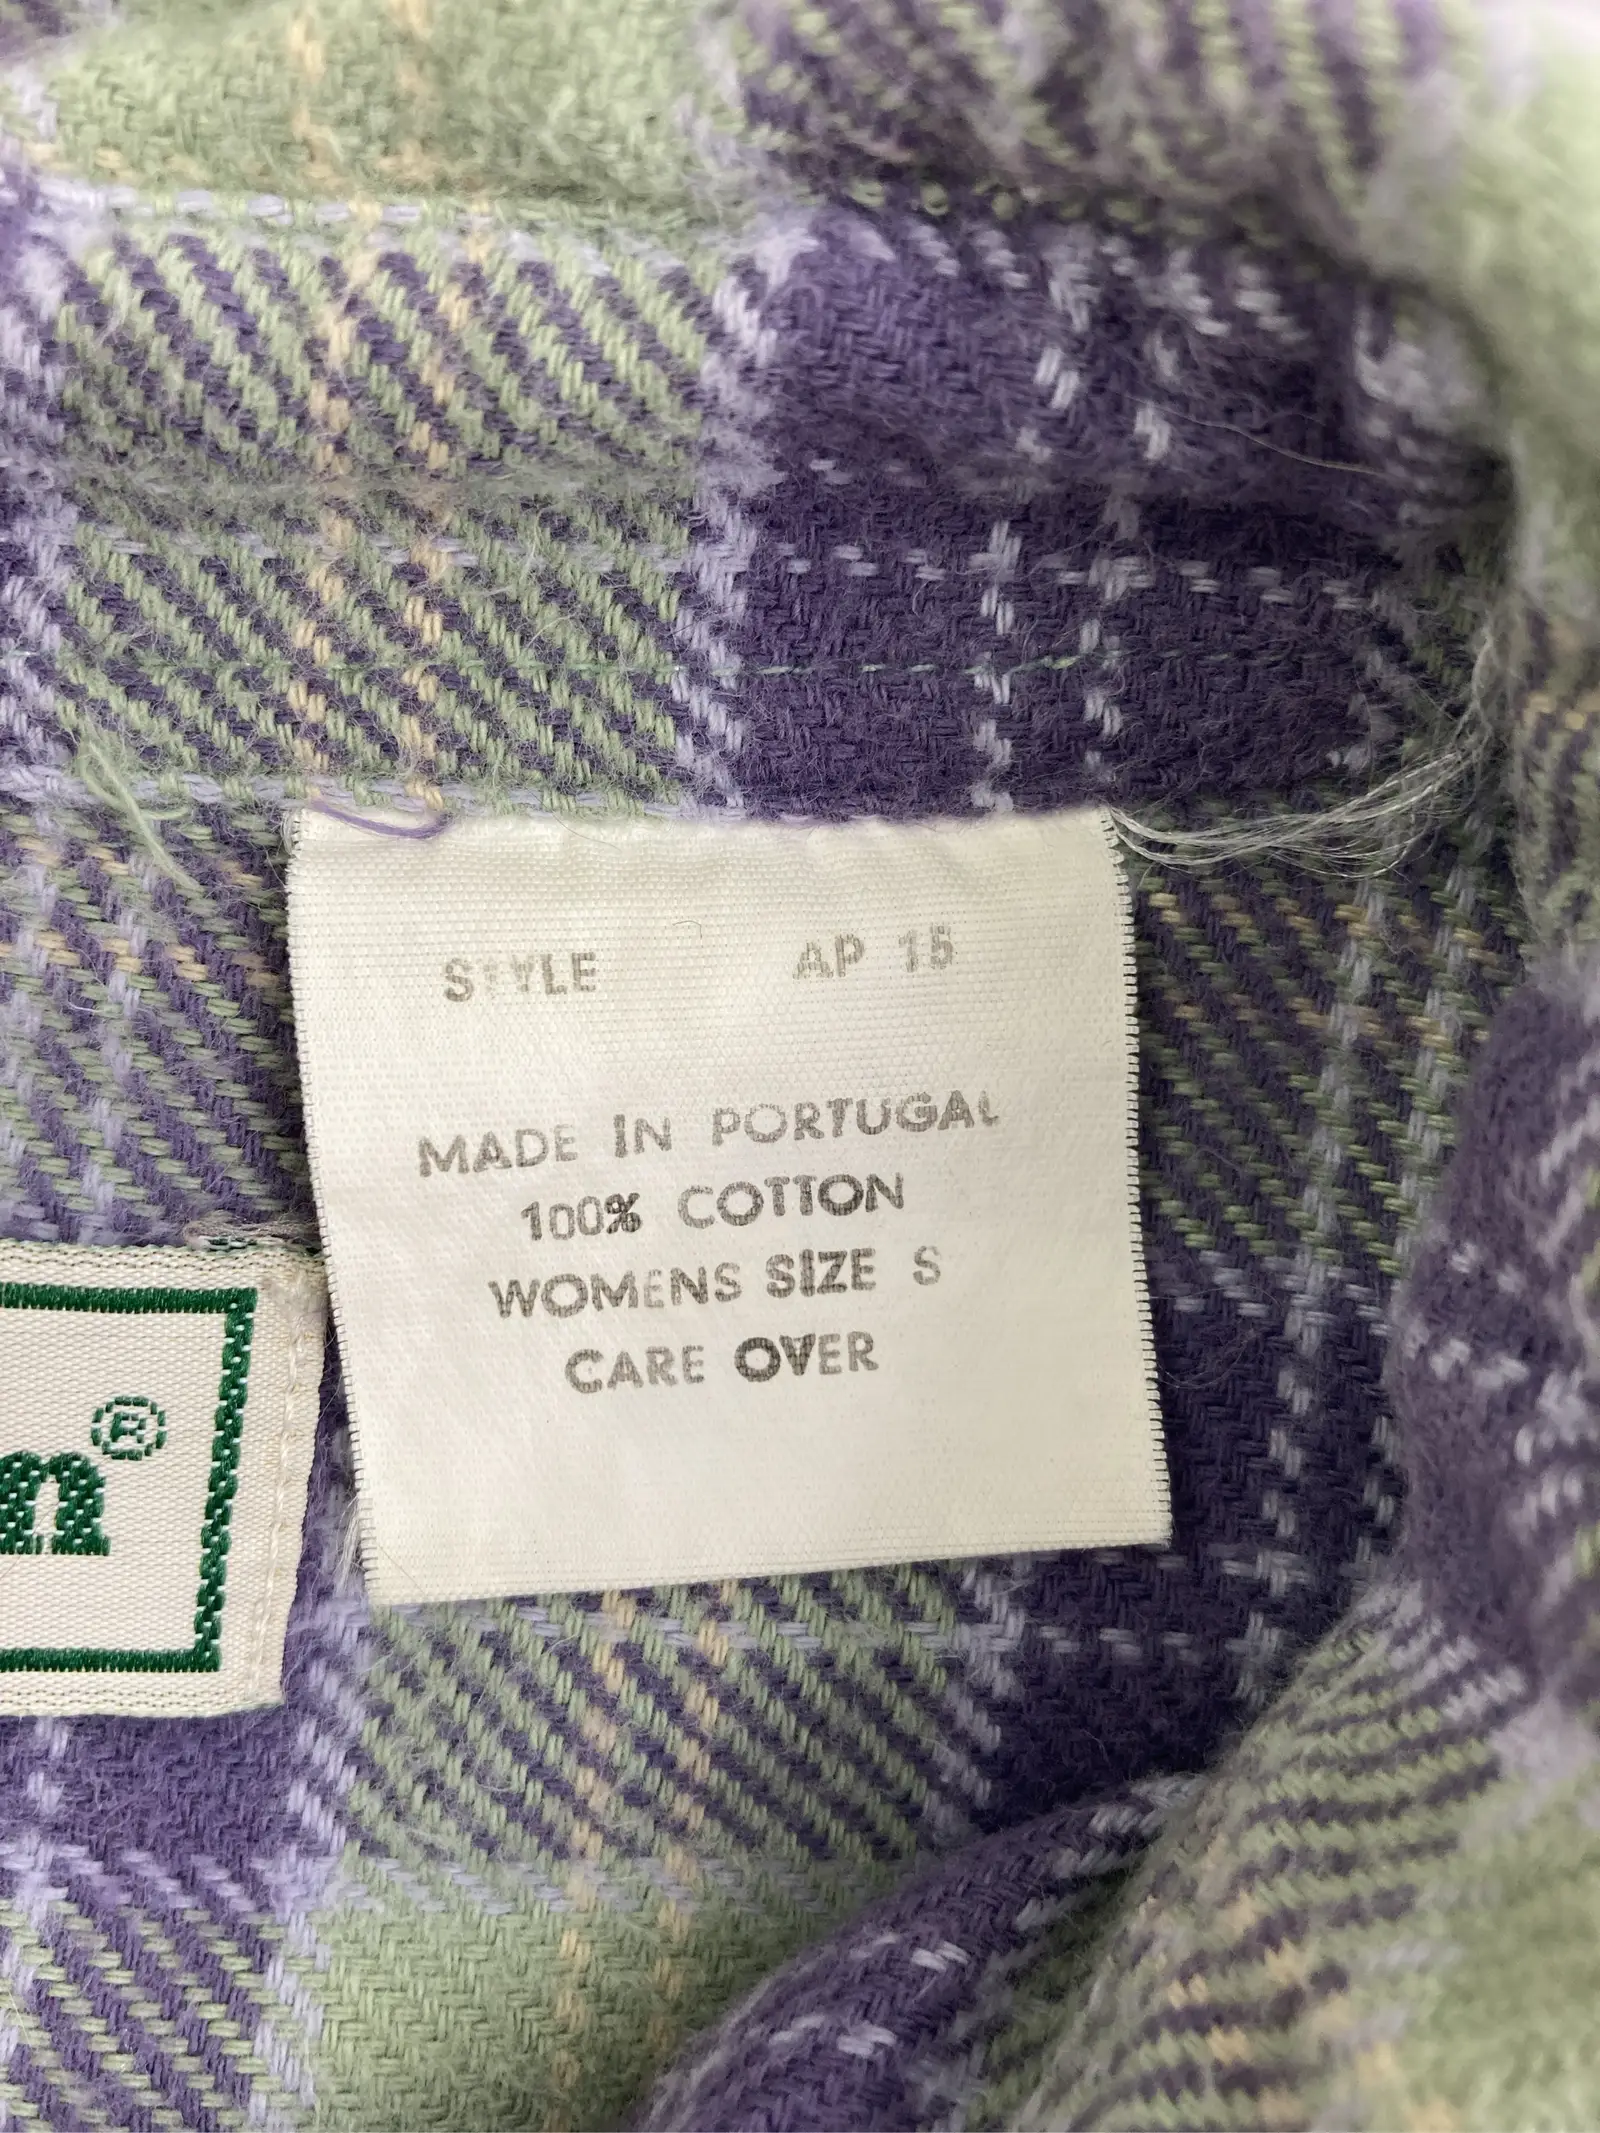 STYLE AP 15
MADE IN PORTUGAL
100% COTTON
WOMENS SIZE S
CARE OVER
n®